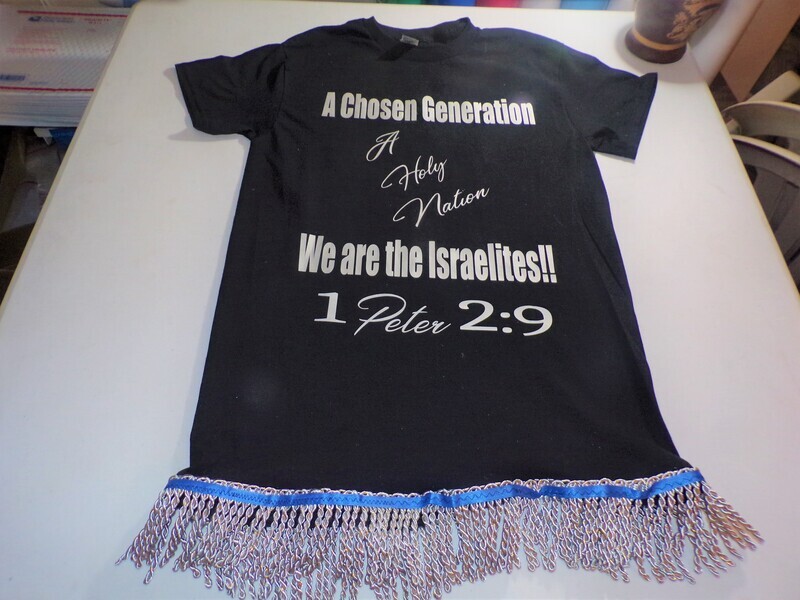 A Chosen Generation
A
Holy
Nation
We are the Israelites!!
1 Peter 2:9